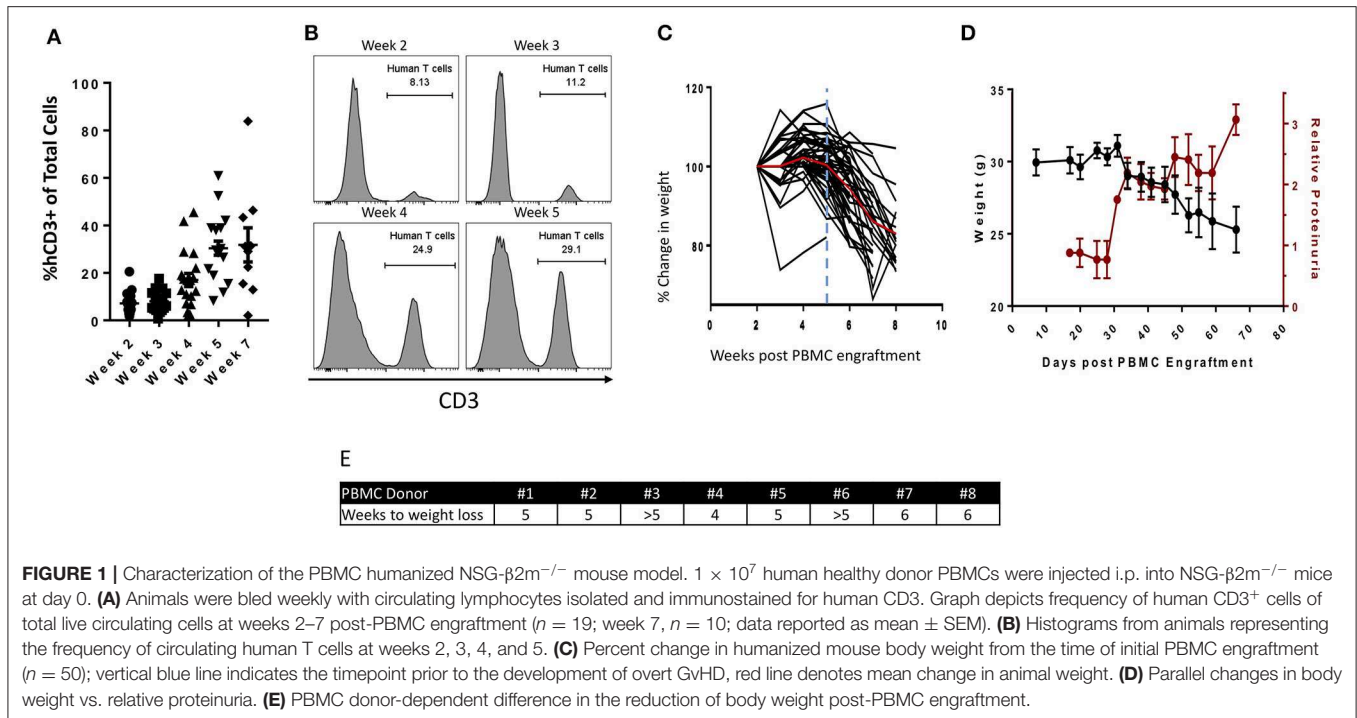 A
%hCD3+ of Total Cells
100
80
60
40
20
0
Week 2
Week 3
Week 4
Week 5
Week 7
B
Week 2
Human T cells
8.13
Week 3
Human T cells
11.2
Week 4
Human T cells
24.9
Week 5
Human T cells
29.1
CD3
C
% Change in weight
120
100
80
0 2 4 6 8 10
Weeks post PBMC engraftment
D
Weight (g)
35
30
25
20
0 10 20 30 40 50 60 70 80
Days post PBMC Engraftment
3
2
1
0
Relative Proteinuria
E
PBMC Donor #1 #2 #3 #4 #5 #6 #7 #8
Weeks to weight loss 5 5 >5 4 5 >5 6 6
FIGURE 1 | Characterization of the PBMC humanized NSG-β2m−/− mouse model. 1 × 10⁷ human healthy donor PBMCs were injected i.p. into NSG-β2m−/− mice
at day 0. (A) Animals were bled weekly with circulating lymphocytes isolated and immunostained for human CD3. Graph depicts frequency of human CD3+ cells of
total live circulating cells at weeks 2–7 post-PBMC engraftment (n = 19; week 7, n = 10; data reported as mean ± SEM). (B) Histograms from animals representing
the frequency of circulating human T cells at weeks 2, 3, 4, and 5. (C) Percent change in humanized mouse body weight from the time of initial PBMC engraftment
(n = 50); vertical blue line indicates the timepoint prior to the development of overt GvHD, red line denotes mean change in animal weight. (D) Parallel changes in body
weight vs. relative proteinuria. (E) PBMC donor-dependent difference in the reduction of body weight post-PBMC engraftment.